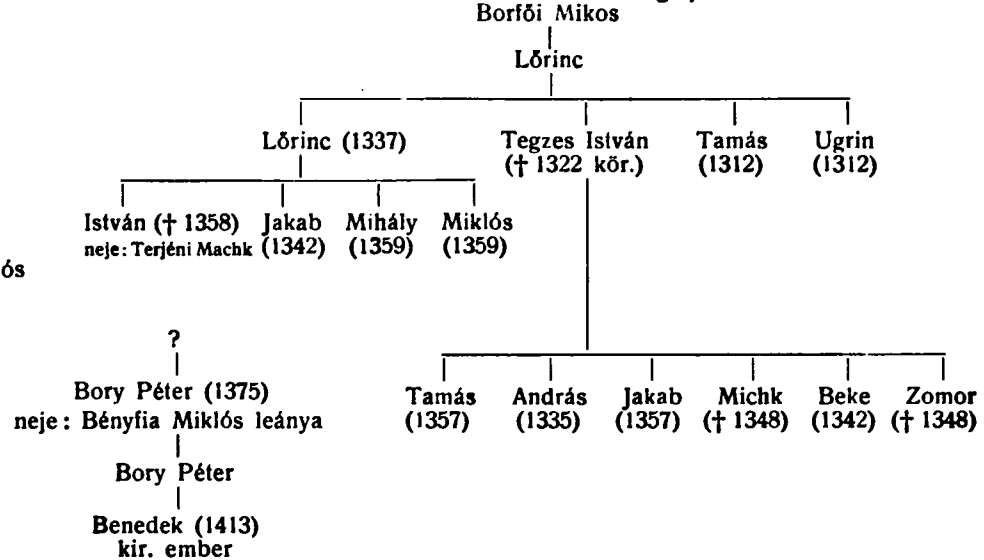 Borfői Mikos
Lőrinc
Lőrinc (1337) Tegzes István Tamás Ugrin
(† 1322 kör.) (1312) (1312)
István († 1358) Jakab Mihály Miklós
neje: Terjéni Machk (1342) (1359) (1359)
ós
?
Bory Péter (1375) Tamás András Jakab Michk Beke Zomor
neje: Bényfia Miklós leánya (1357) (1335) (1357) († 1348) (1342) († 1348)
Bory Péter
Benedek (1413)
kir. ember